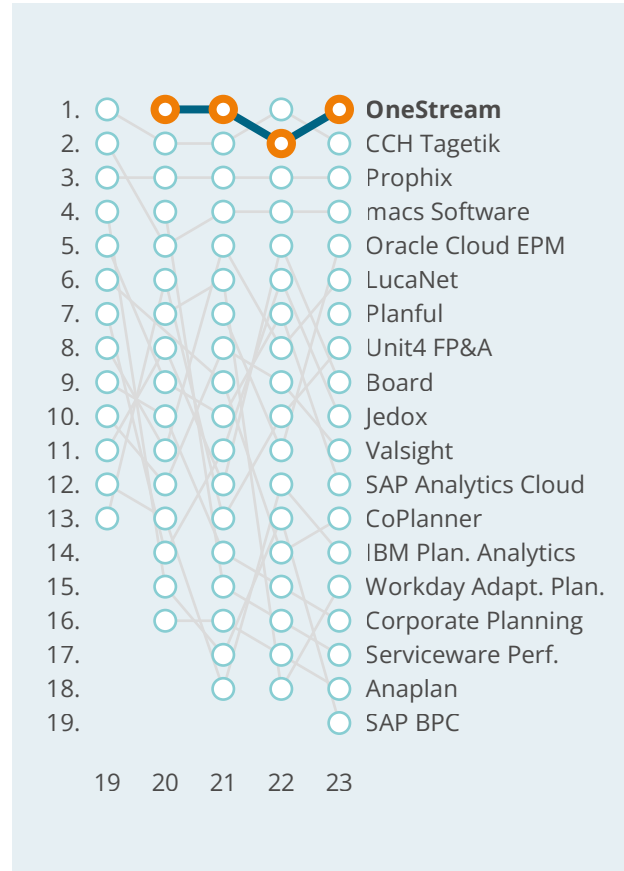 1. OneStream
2. CCH Tagetik
3. Prophix
4. macs Software
5. Oracle Cloud EPM
6. LucaNet
7. Planful
8. Unit4 FP&A
9. Board
10. Jedox
11. Valsight
12. SAP Analytics Cloud
13. CoPlanner
14. IBM Plan. Analytics
15. Workday Adapt. Plan.
16. Corporate Planning
17. Serviceware Perf.
18. Anaplan
19. SAP BPC
19 20 21 22 23